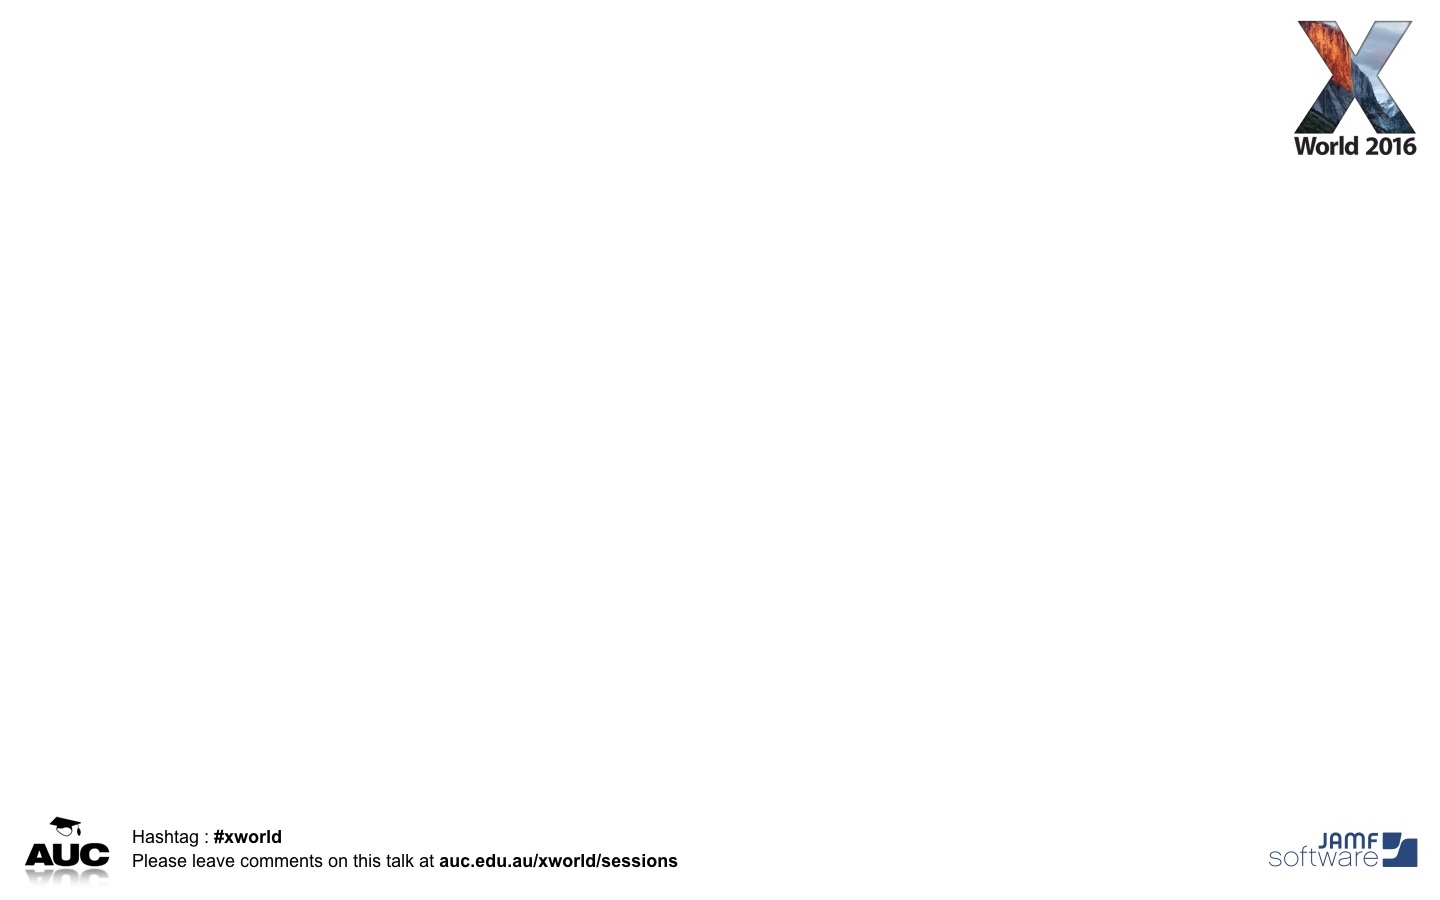 X
World 2016
AUC
Hashtag : #xworld
Please leave comments on this talk at auc.edu.au/xworld/sessions
JAMF
software